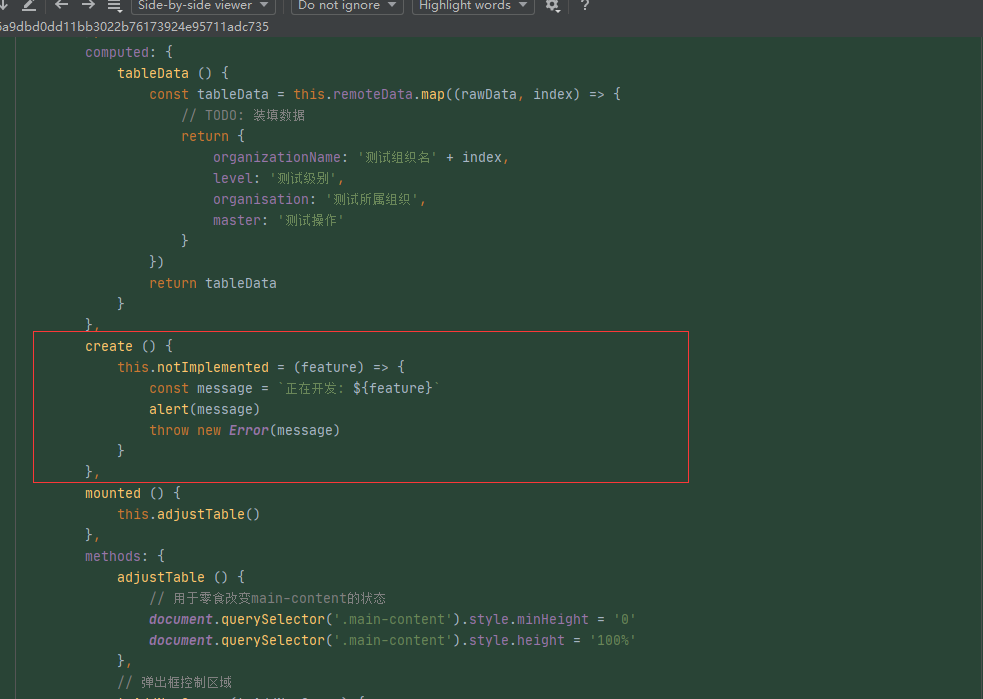 Side-by-side viewer Do not ignore Highlight words ?
6a9dbd0dd11bb3022b76173924e95711adc735
computed: {
tableData () {
const tableData = this.remoteData.map((rawData, index) => {
// TODO: 装填数据
return {
organizationName: '测试组织名' + index,
level: '测试级别',
organisation: '测试所属组织',
master: '测试操作'
}
})
return tableData
}
},
create () {
this.notImplemented = (feature) => {
const message = `正在开发: ${feature}`
alert(message)
throw new Error(message)
}
},
mounted () {
this.adjustTable()
},
methods: {
adjustTable () {
// 用于零食改变main-content的状态
document.querySelector('.main-content').style.minHeight = '0'
document.querySelector('.main-content').style.height = '100%'
},
// 弹出框控制区域